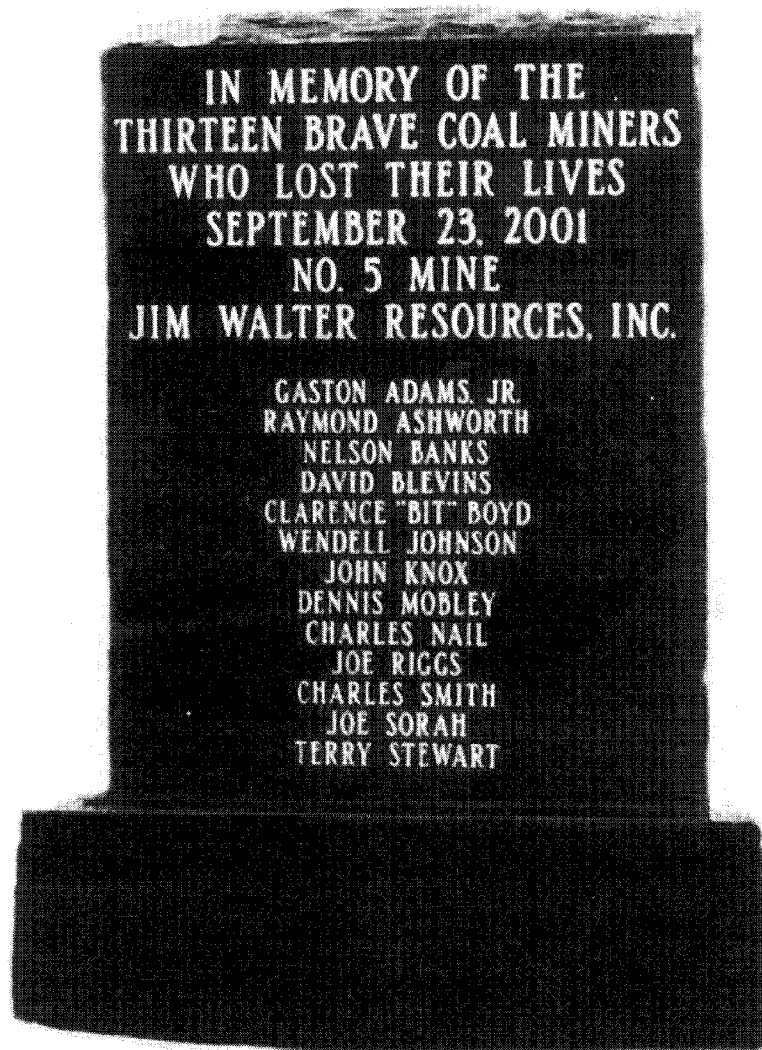 IN MEMORY OF THE
THIRTEEN BRAVE COAL MINERS
WHO LOST THEIR LIVES
SEPTEMBER 23, 2001
NO. 5 MINE
JIM WALTER RESOURCES, INC.
GASTON ADAMS, JR.
RAYMOND ASHWORTH
NELSON BANKS
DAVID BLEVINS
CLARENCE "BIT" BOYD
WENDELL JOHNSON
JOHN KNOX
DENNIS MOBLEY
CHARLES NAIL
JOE RIGGS
CHARLES SMITH
JOE SORAH
TERRY STEWART